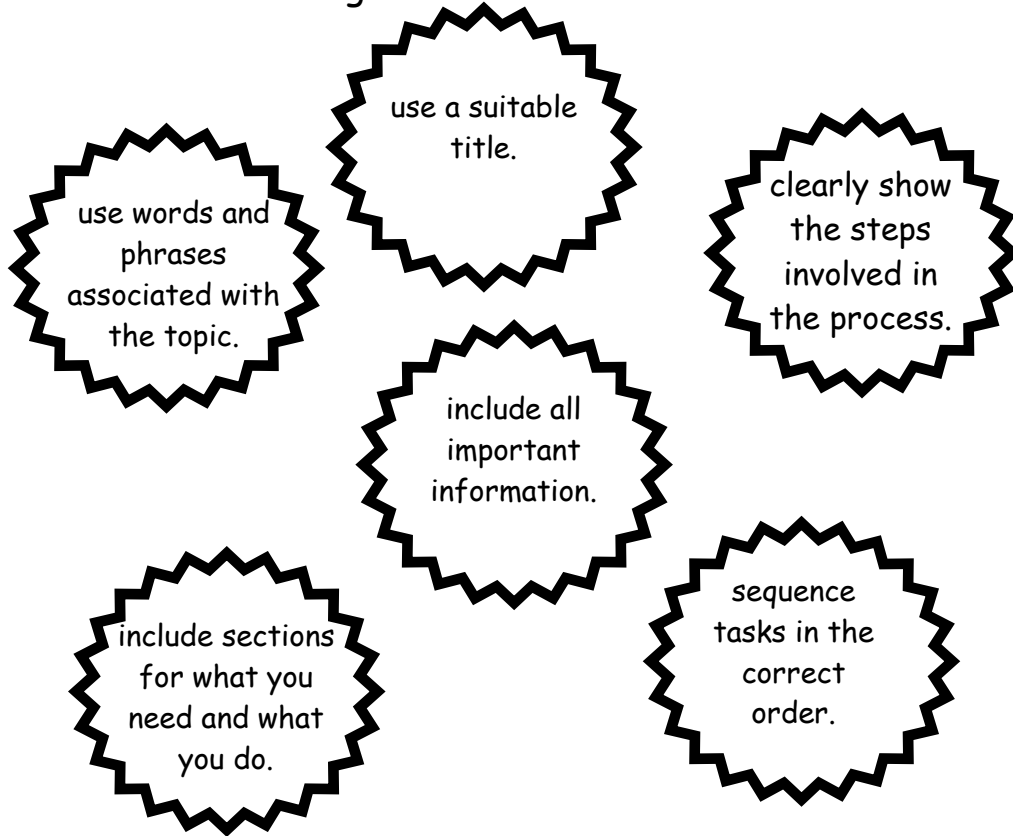 use a suitable
title.
use words and
phrases
associated with
the topic.
clearly show
the steps
involved in
the process.
include all
important
information.
include sections
for what you
need and what
you do.
sequence
tasks in the
correct
order.